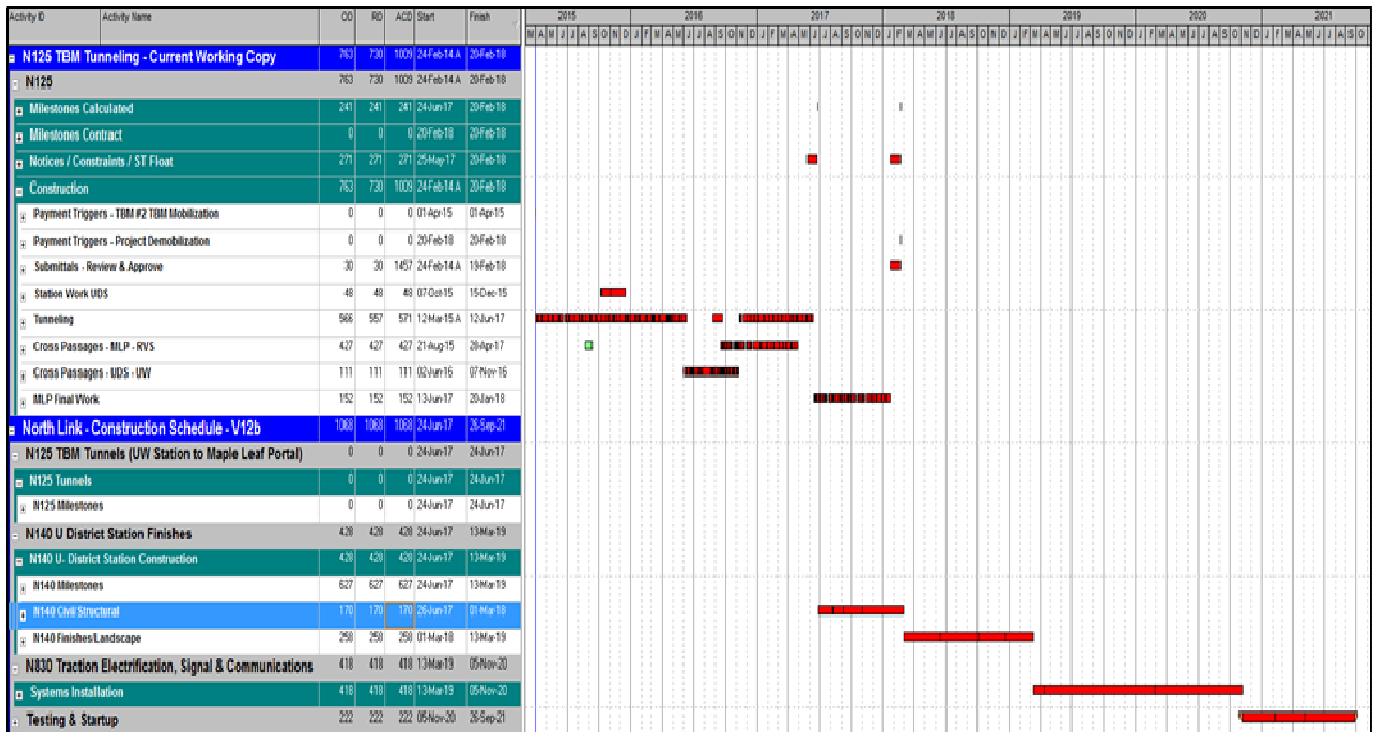 Activity ID Activity Name OD RD ACD Start Finish 2015 2016 2017 2018 2019 2020 2021
M A M J J A S O N D J F M A M J J A S O N D J F M A M J J A S O N D J F M A M J J A S O N D J F M A M J J A S O N D J F M A M J J A S O N D J F M A M J J A S O
N125 TBM Tunneling - Current Working Copy 763 730 1009 24-Feb-14 A 20-Feb-18
N125 763 730 1009 24-Feb-14 A 20-Feb-18
Milestones Calculated 241 241 241 24-Jun-17 20-Feb-18
Milestones Contract 0 0 0 20-Feb-18 20-Feb-18
Notices / Constraints / ST Float 271 271 271 25-May-17 20-Feb-18
Construction 763 730 1009 24-Feb-14 A 20-Feb-18
Payment Triggers - TBM #2 TBM Mobilization 0 0 0 01-Apr-15 01-Apr-15
Payment Triggers - Project Demobilization 0 0 0 20-Feb-18 20-Feb-18
Submittals - Review & Approve 30 30 1457 24-Feb-14 A 19-Feb-18
Station Work UDS 48 48 48 07-Oct-15 15-Dec-15
Tunneling 566 557 571 12-Mar-15 A 12-Jun-17
Cross Passages - MLP - RVS 427 427 427 21-Aug-15 28-Apr-17
Cross Passages - UDS - UW 111 111 111 02-Jun-16 07-Nov-16
MLP Final Work 152 152 152 13-Jun-17 20-Jan-18
North Link - Construction Schedule - V12b 1068 1068 1068 24-Jun-17 26-Sep-21
N125 TBM Tunnels (UW Station to Maple Leaf Portal) 0 0 0 24-Jun-17 24-Jun-17
N125 Tunnels 0 0 0 24-Jun-17 24-Jun-17
N125 Milestones 0 0 0 24-Jun-17 24-Jun-17
N140 U District Station Finishes 428 428 428 24-Jun-17 13-Mar-19
N140 U- District Station Construction 428 428 428 24-Jun-17 13-Mar-19
N140 Milestones 627 627 627 24-Jun-17 13-Mar-19
N140 Civil/Structural 170 170 170 26-Jun-17 01-Mar-18
N140 Finishes/Landscape 258 258 258 01-Mar-18 13-Mar-19
N830 Traction Electrification, Signal & Communications 418 418 418 13-Mar-19 05-Nov-20
Systems Installation 418 418 418 13-Mar-19 05-Nov-20
Testing & Startup 222 222 222 05-Nov-20 26-Sep-21